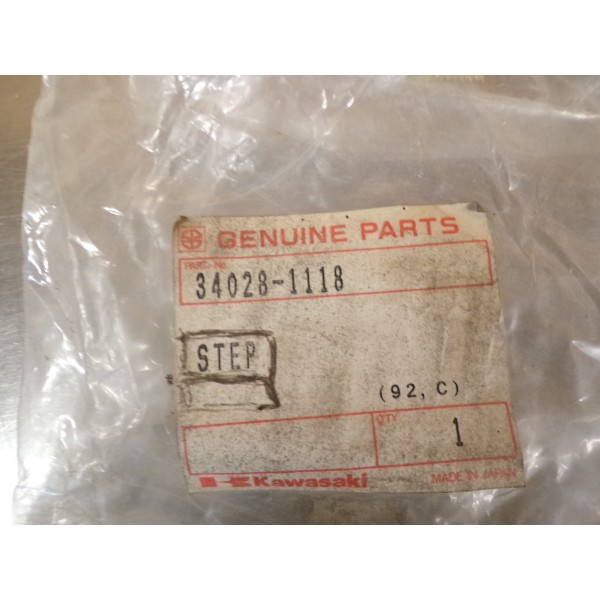 GENUINE PARTS
PART No.
34028-1118
STEP
(92, C)
QTY
1
Kawasaki
MADE IN JAPAN